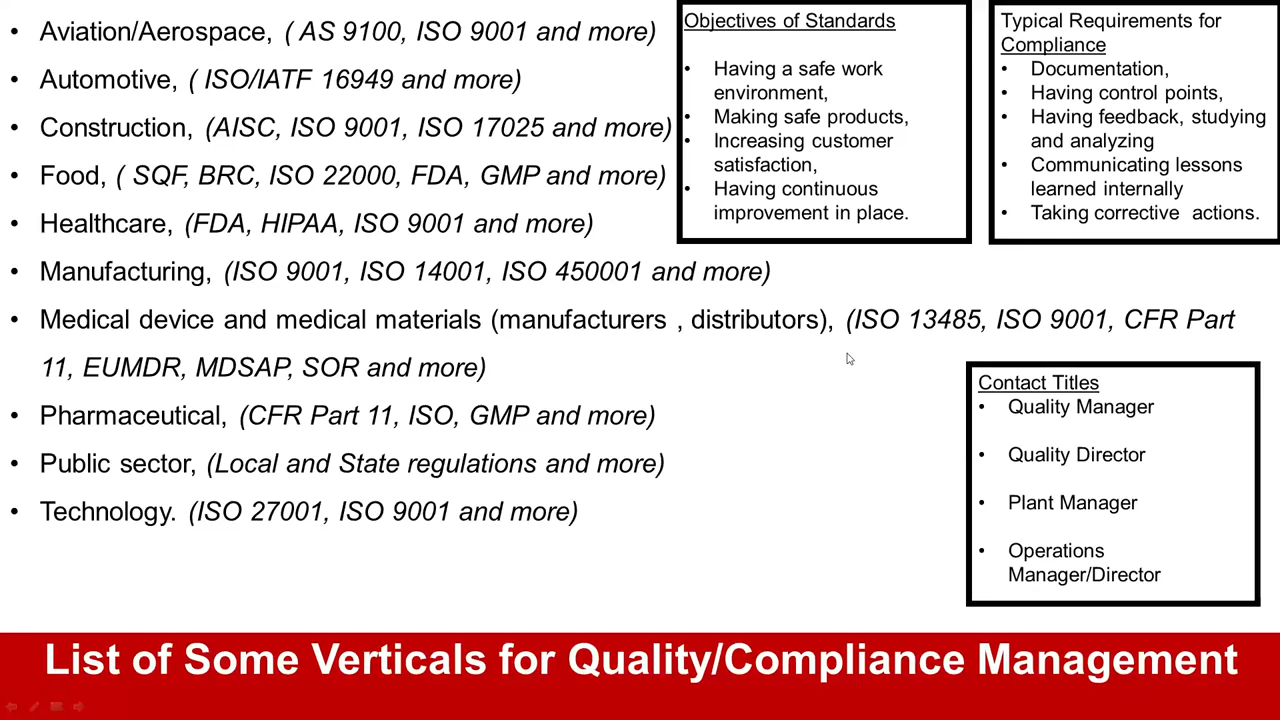 • Aviation/Aerospace, ( AS 9100, ISO 9001 and more)
• Automotive, ( ISO/IATF 16949 and more)
• Construction, (AISC, ISO 9001, ISO 17025 and more)
• Food, ( SQF, BRC, ISO 22000, FDA, GMP and more)
• Healthcare, (FDA, HIPAA, ISO 9001 and more)
• Manufacturing, (ISO 9001, ISO 14001, ISO 450001 and more)
• Medical device and medical materials (manufacturers , distributors), (ISO 13485, ISO 9001, CFR Part
11, EUMDR, MDSAP, SOR and more)
• Pharmaceutical, (CFR Part 11, ISO, GMP and more)
• Public sector, (Local and State regulations and more)
• Technology. (ISO 27001, ISO 9001 and more)
Objectives of Standards
• Having a safe work
environment,
• Making safe products,
• Increasing customer
satisfaction,
• Having continuous
improvement in place.
Typical Requirements for
Compliance
• Documentation,
• Having control points,
• Having feedback, studying
and analyzing
• Communicating lessons
learned internally
• Taking corrective actions.
Contact Titles
• Quality Manager
• Quality Director
• Plant Manager
• Operations
Manager/Director
List of Some Verticals for Quality/Compliance Management